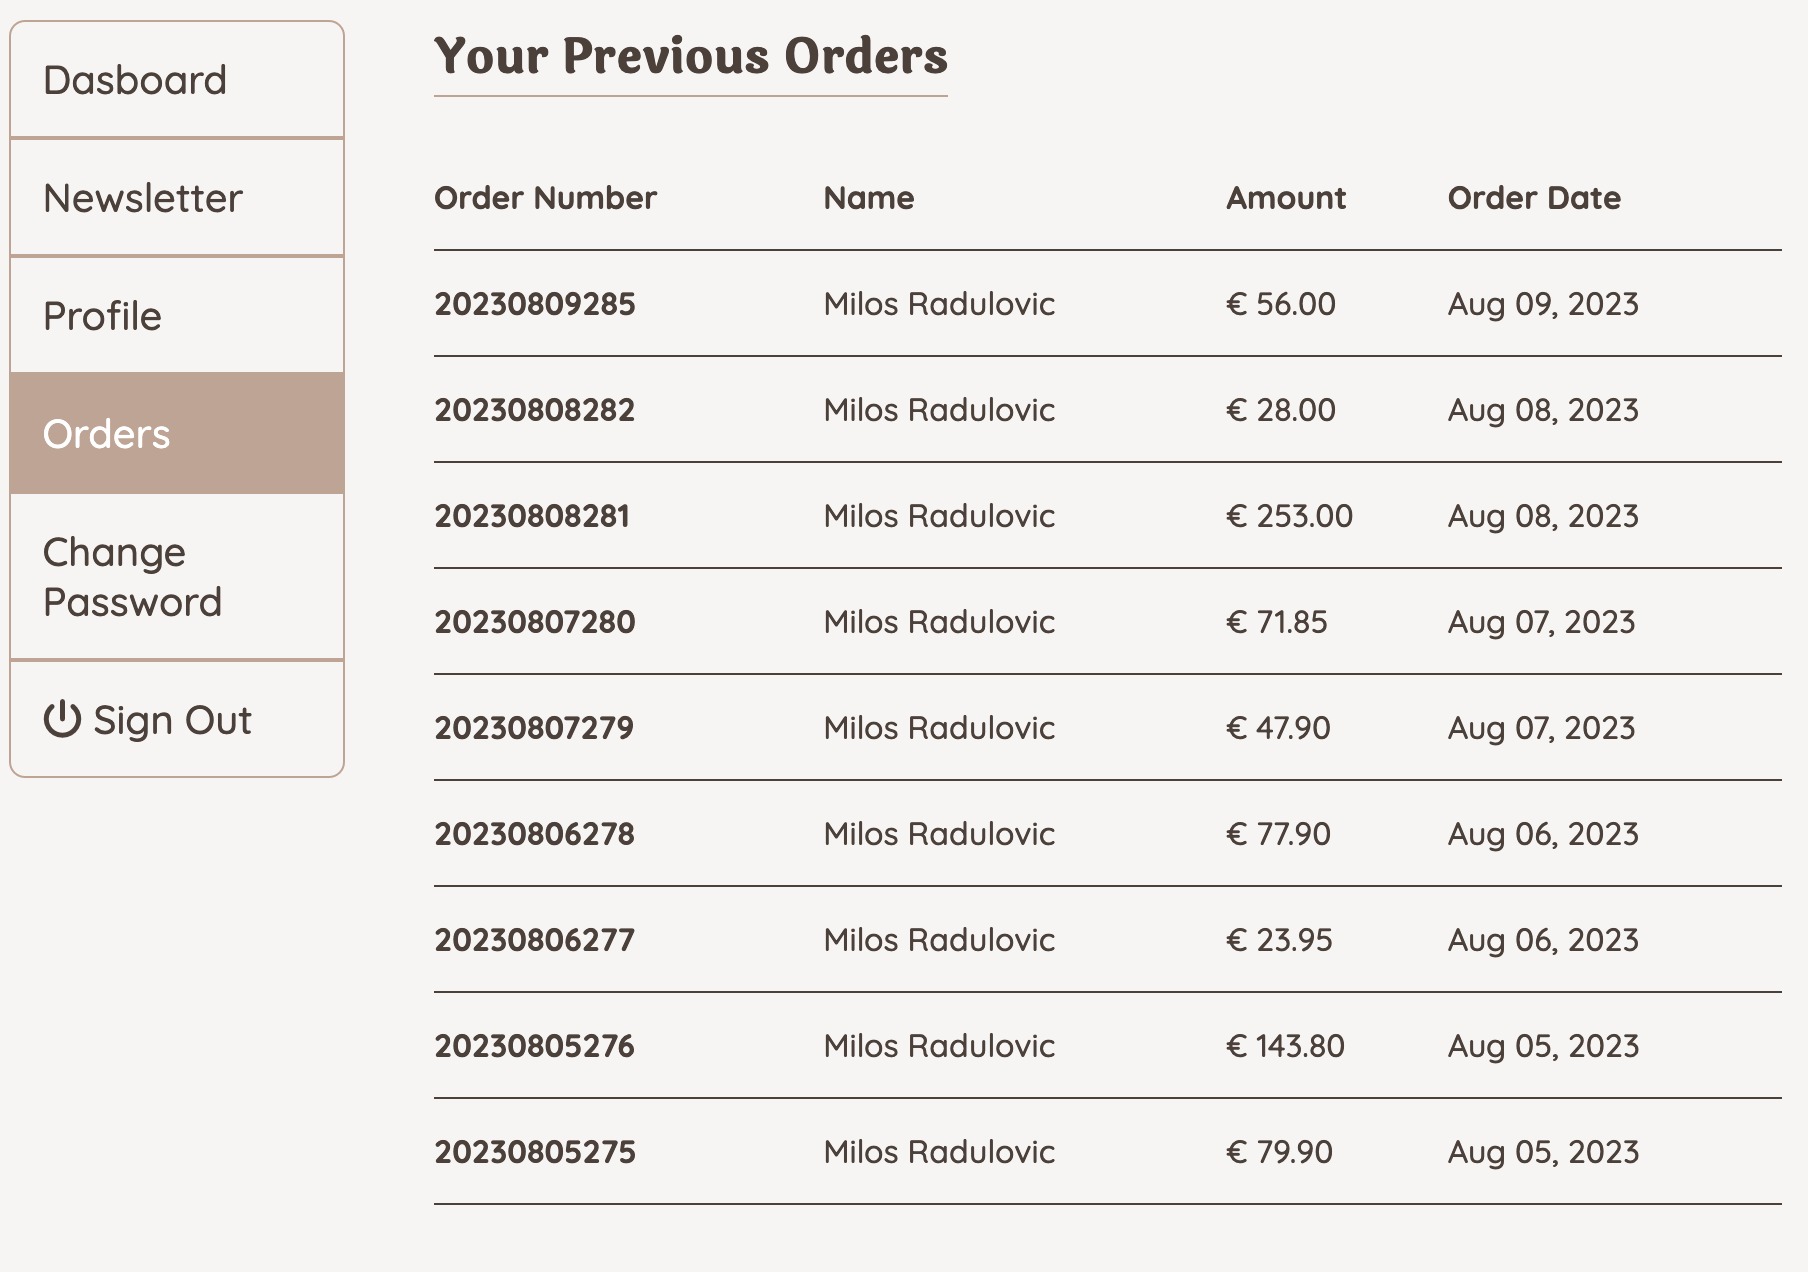 Dasboard
Newsletter
Profile
Orders
Change
Password
Sign Out
Your Previous Orders
Order Number Name Amount Order Date
20230809285 Milos Radulovic € 56.00 Aug 09, 2023
20230808282 Milos Radulovic € 28.00 Aug 08, 2023
20230808281 Milos Radulovic € 253.00 Aug 08, 2023
20230807280 Milos Radulovic € 71.85 Aug 07, 2023
20230807279 Milos Radulovic € 47.90 Aug 07, 2023
20230806278 Milos Radulovic € 77.90 Aug 06, 2023
20230806277 Milos Radulovic € 23.95 Aug 06, 2023
20230805276 Milos Radulovic € 143.80 Aug 05, 2023
20230805275 Milos Radulovic € 79.90 Aug 05, 2023